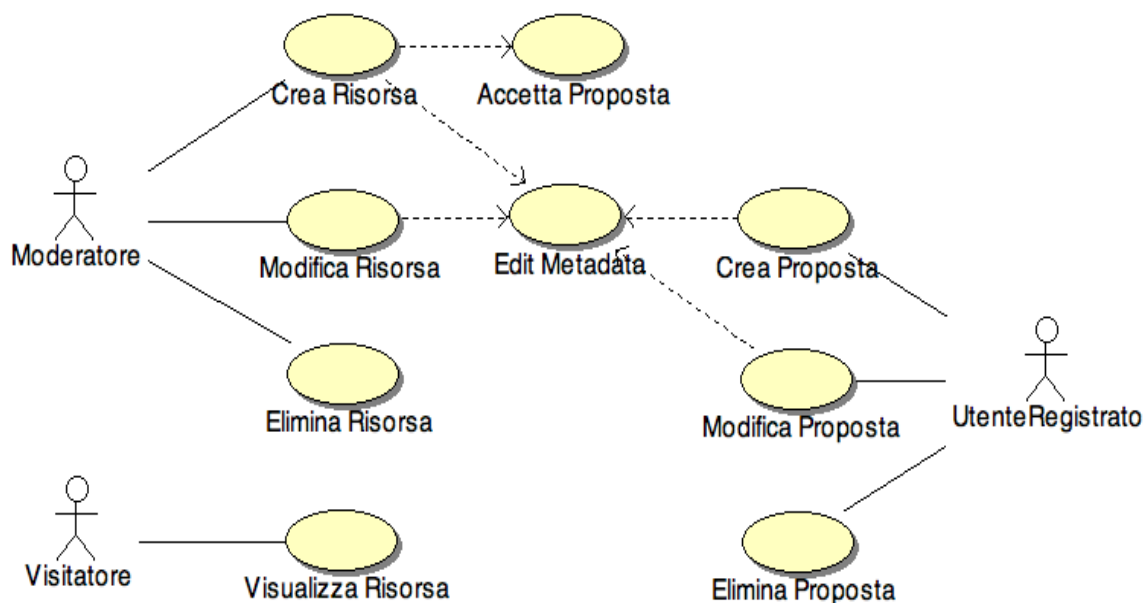 Crea Risorsa
Accetta Proposta
Moderatore
Modifica Risorsa
Edit Metadata
Crea Proposta
Elimina Risorsa
Modifica Proposta
UtenteRegistrato
Visitatore
Visualizza Risorsa
Elimina Proposta